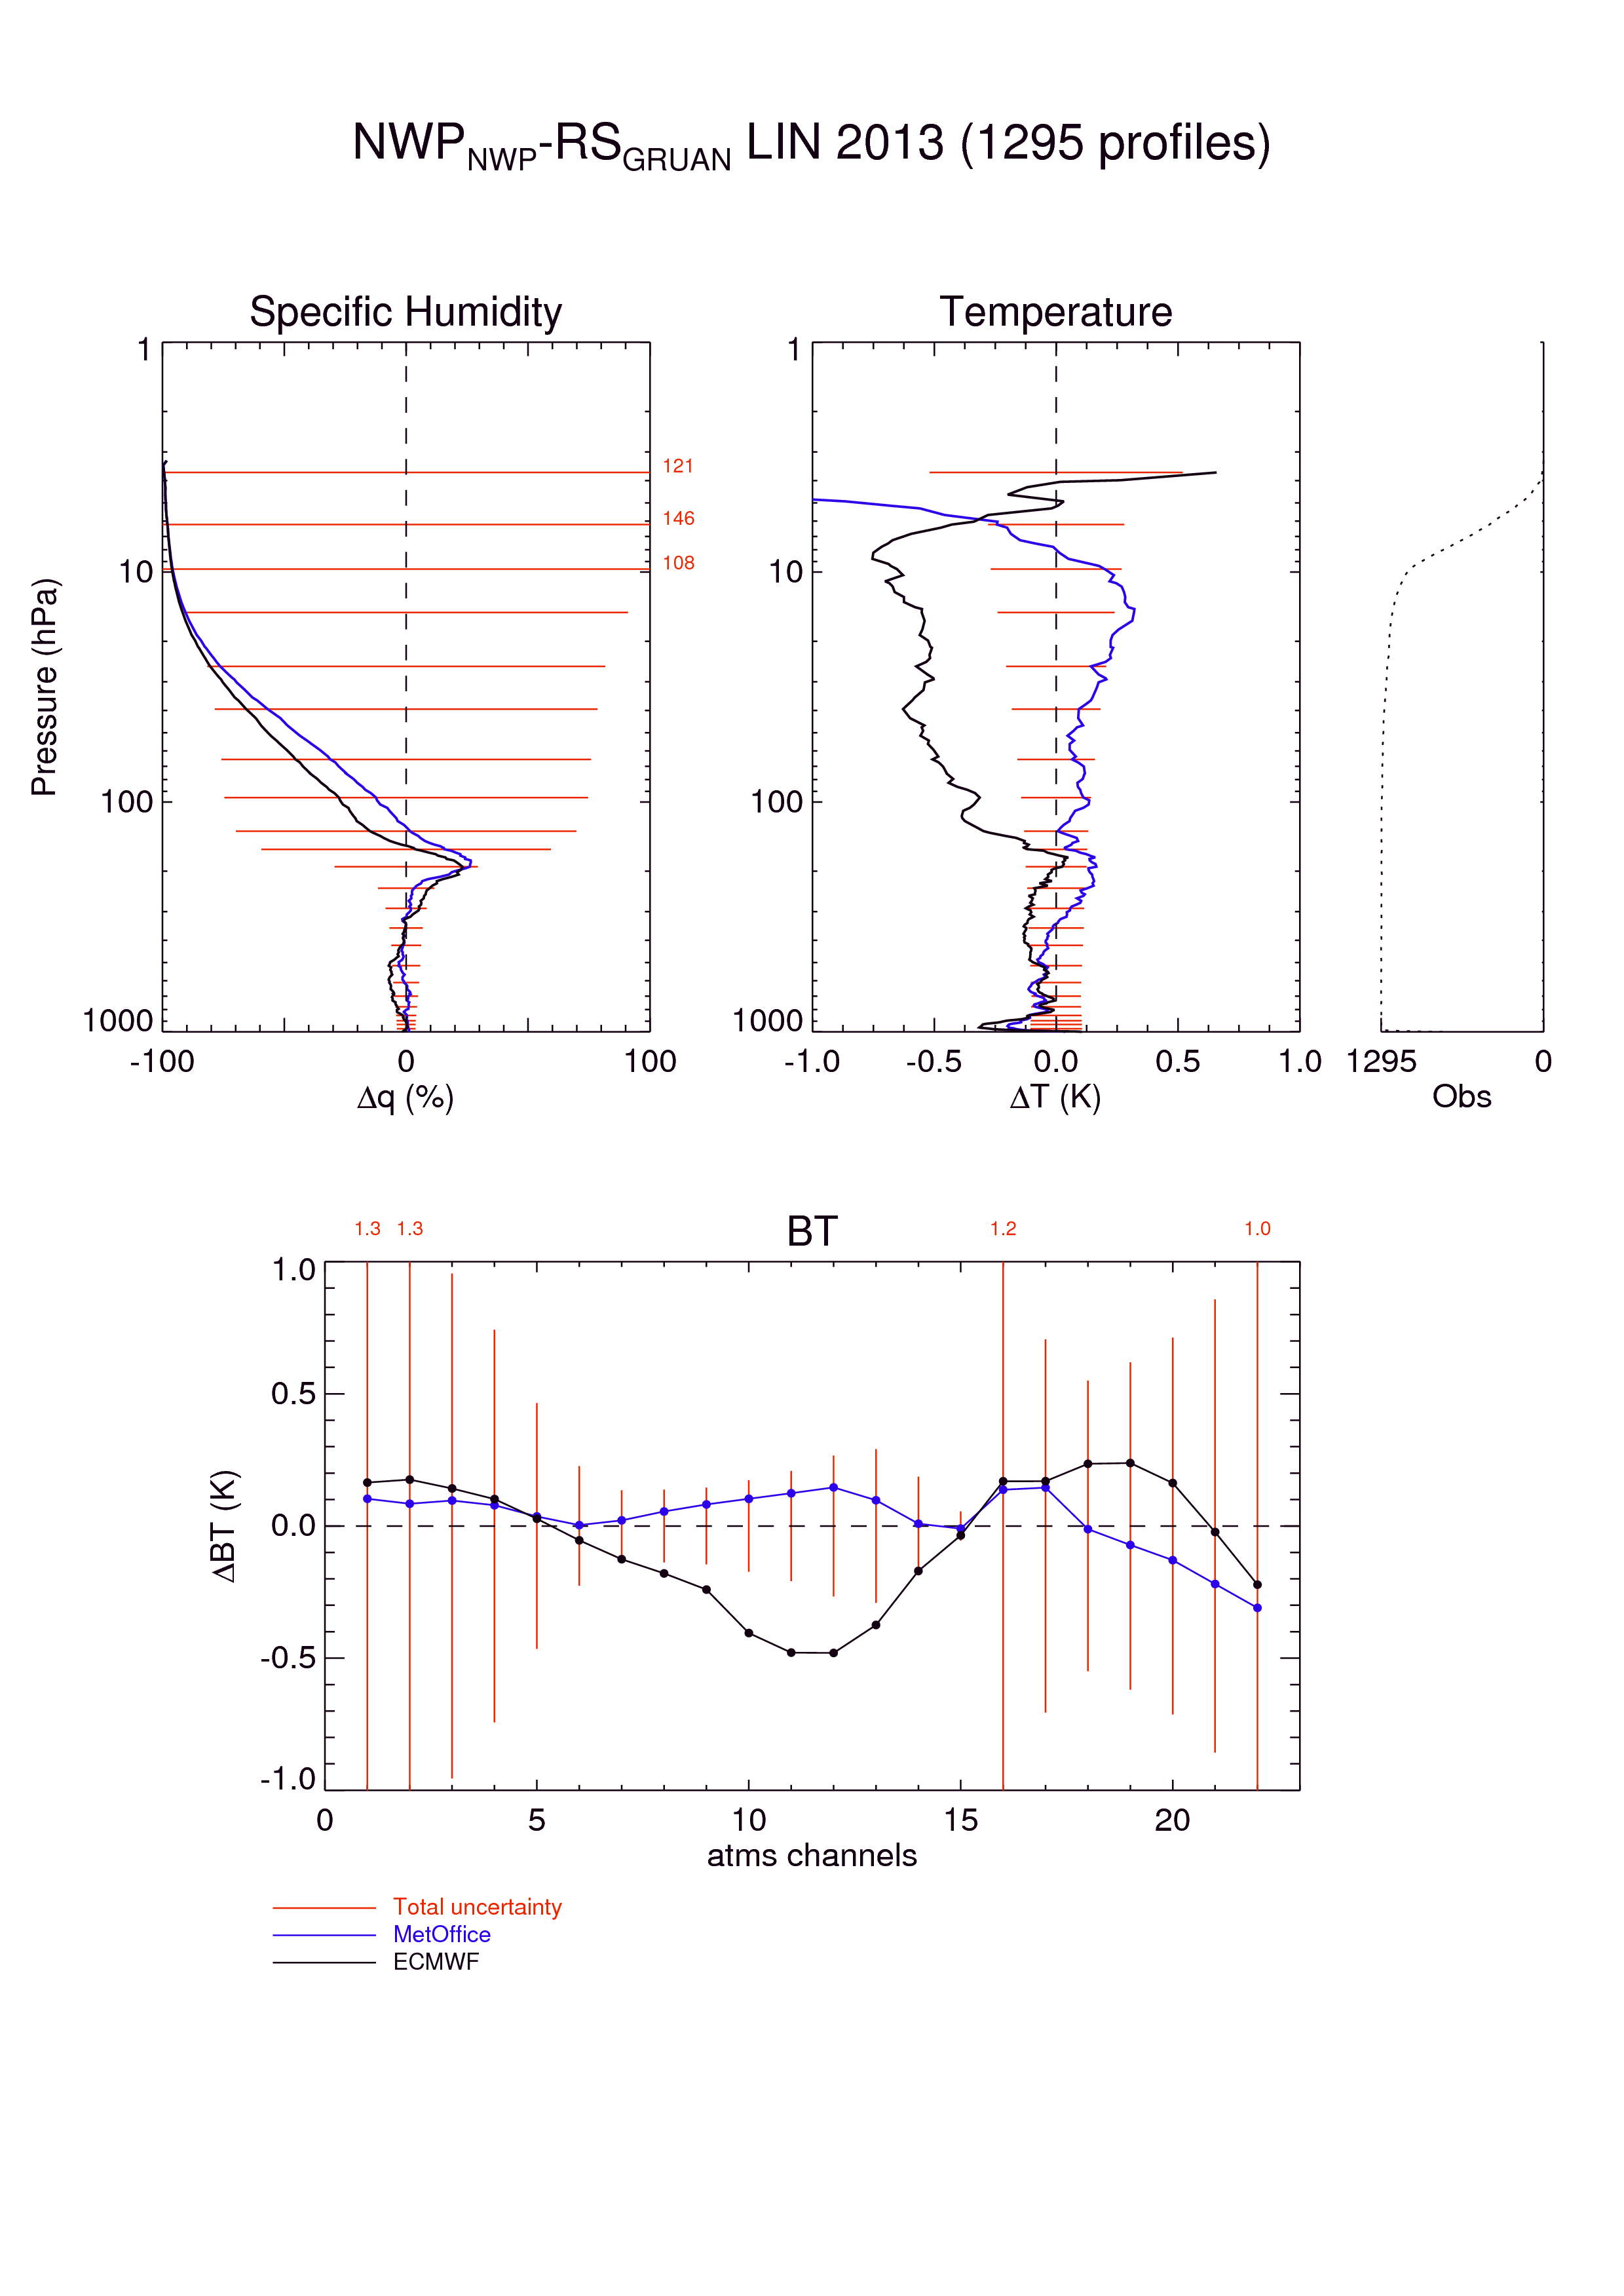 NWPNWP-RSGRUAN LIN 2013 (1295 profiles)
Specific Humidity
Temperature
Pressure (hPa)
1
10
100
1000
121
146
108
-100 0 100
Δq (%)
1
10
100
1000
-1.0 -0.5 0.0 0.5 1.0
ΔT (K)
1295 0
Obs
1.3 1.3 BT 1.2 1.0
ΔBT (K)
1.0
0.5
0.0
-0.5
-1.0
0 5 10 15 20
atms channels
Total uncertainty
MetOffice
ECMWF